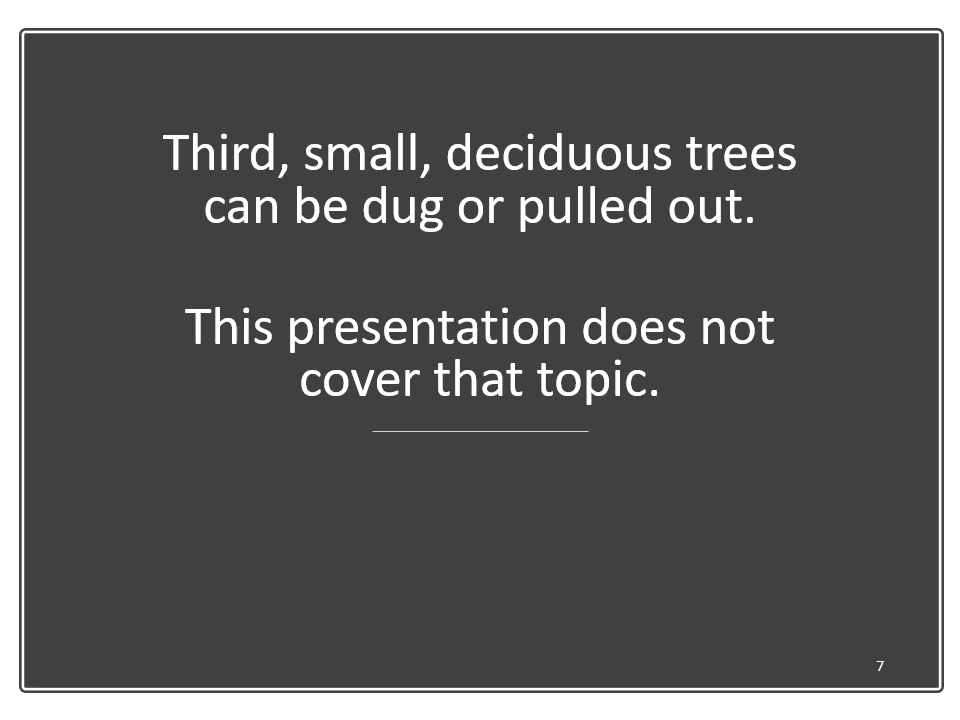 Third, small, deciduous trees
can be dug or pulled out.
This presentation does not
cover that topic.
7